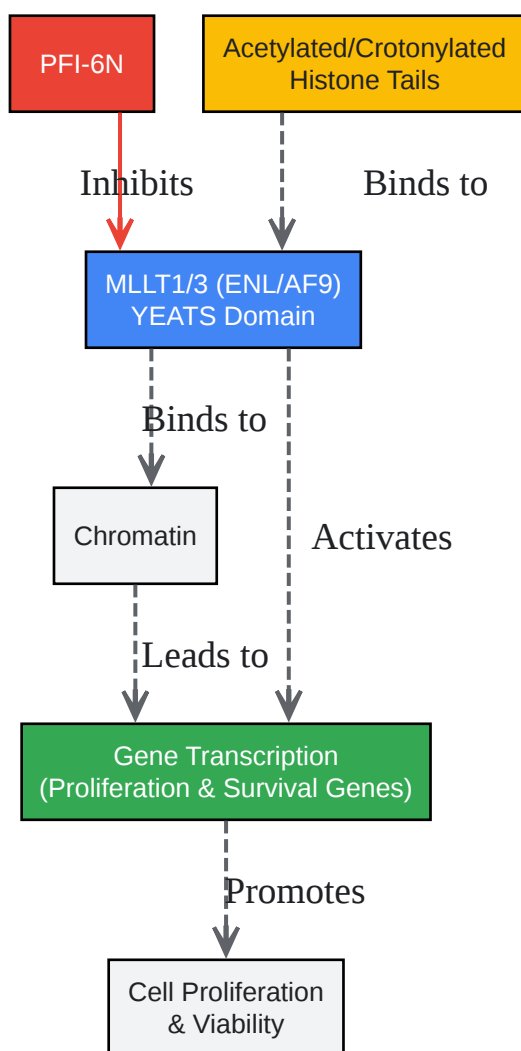 PFI-6N
Acetylated/Crotonylated
Histone Tails
Inhibits
Binds to
MLLT1/3 (ENL/AF9)
YEATS Domain
Binds to
Chromatin
Activates
Leads to
Gene Transcription
(Proliferation & Survival Genes)
Promotes
Cell Proliferation
& Viability